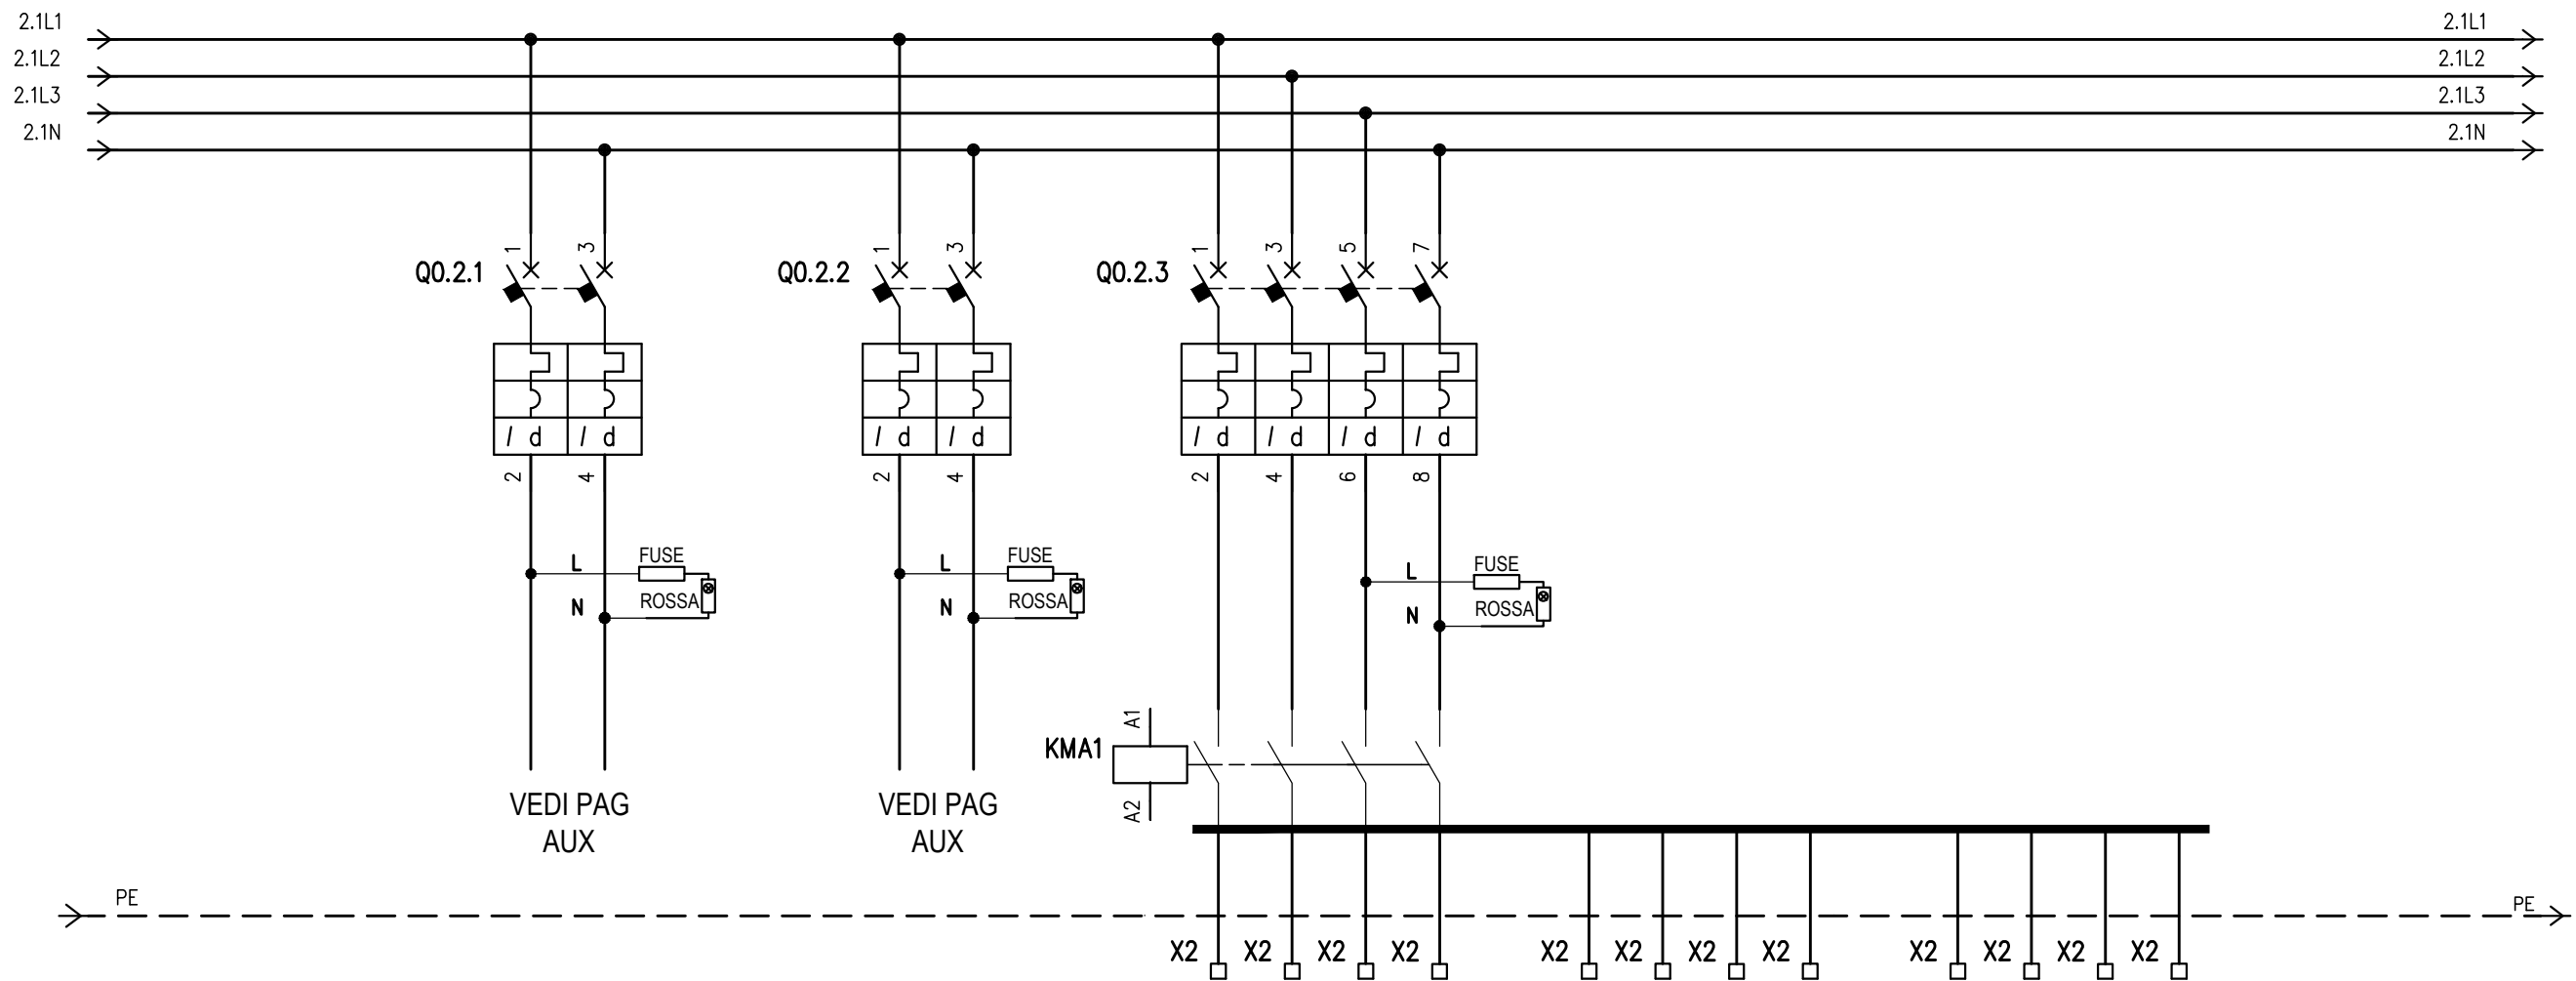 2.1L1 2.1L1
2.1L2 2.1L2
2.1L3 2.1L3
2.1N 2.1N
1 3 1 3 1 3 5 7
Q0.2.1 Q0.2.2 Q0.2.3
I d I d I d I d I d I d I d I d
2 4 2 4 2 4 6 8
L FUSE L FUSE L FUSE
N ROSSA N ROSSA N ROSSA
A1
KMA1
A2
VEDI PAG VEDI PAG
AUX AUX
PE PE
X2 X2 X2 X2 X2 X2 X2 X2 X2 X2 X2 X2